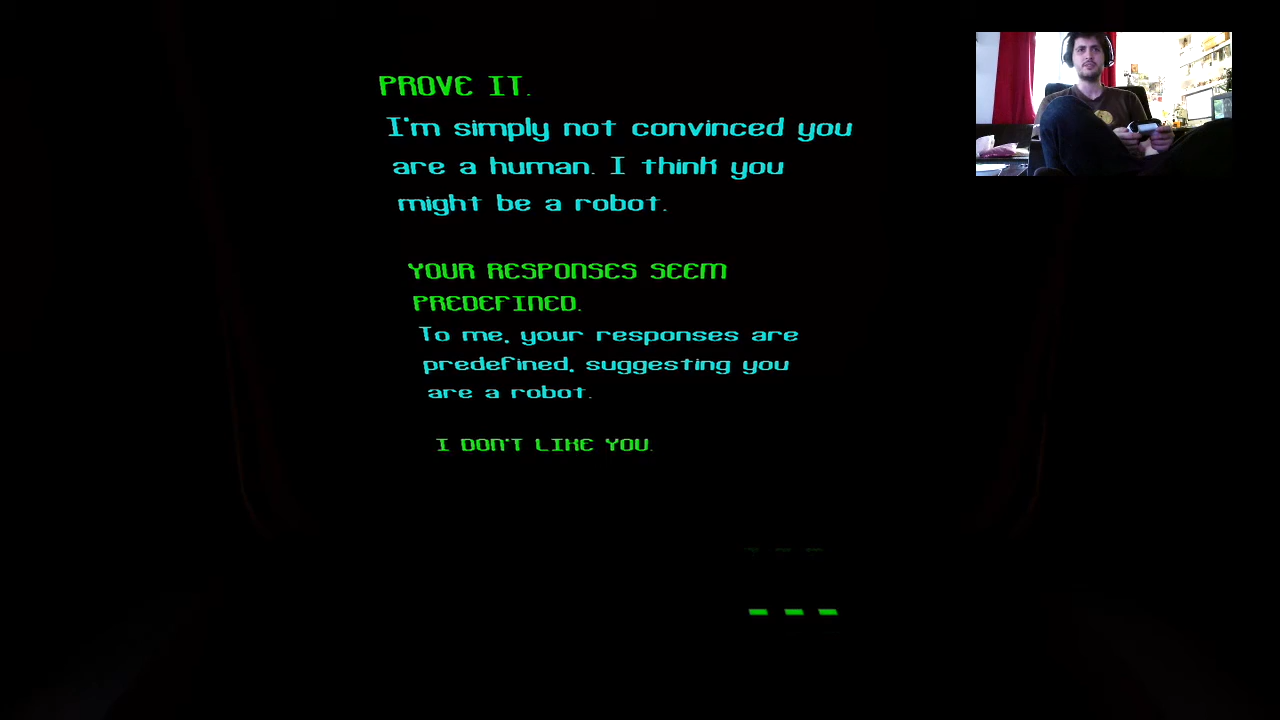 PROVE IT.
I'm simply not convinced you
are a human. I think you
might be a robot.
YOUR RESPONSES SEEM
PREDEFINED.
To me, your responses are
predefined, suggesting you
are a robot.
I DON'T LIKE YOU.